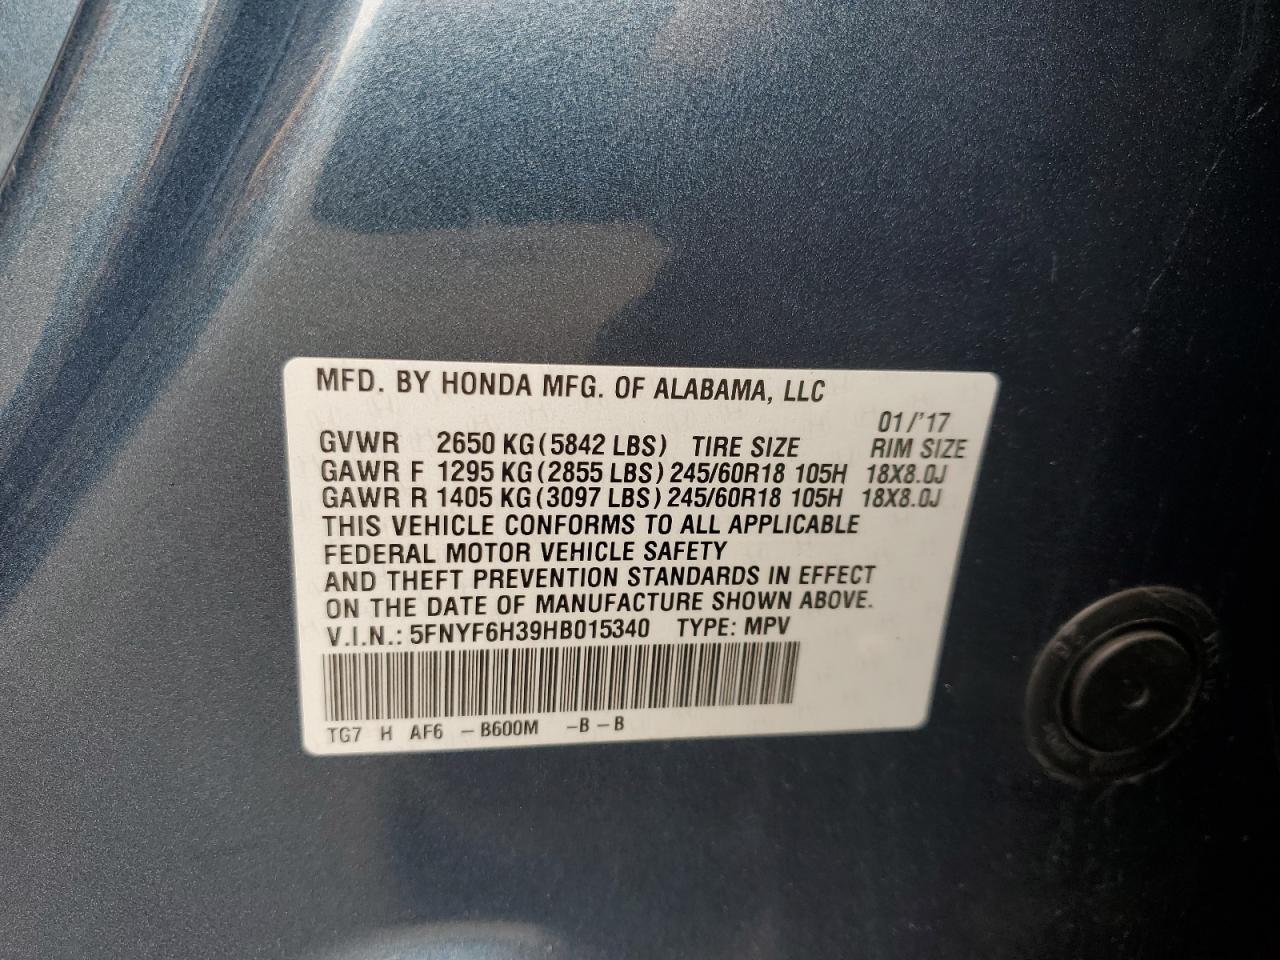 MFD. BY HONDA MFG. OF ALABAMA, LLC
01/'17
GVWR 2650 KG (5842 LBS) TIRE SIZE RIM SIZE
GAWR F 1295 KG (2855 LBS) 245/60R18 105H 18X8.0J
GAWR R 1405 KG (3097 LBS) 245/60R18 105H 18X8.0J
THIS VEHICLE CONFORMS TO ALL APPLICABLE
FEDERAL MOTOR VEHICLE SAFETY
AND THEFT PREVENTION STANDARDS IN EFFECT
ON THE DATE OF MANUFACTURE SHOWN ABOVE.
V.I.N.: 5FNYF6H39HB015340 TYPE: MPV
TG7 H AF6 -B600M -B-B